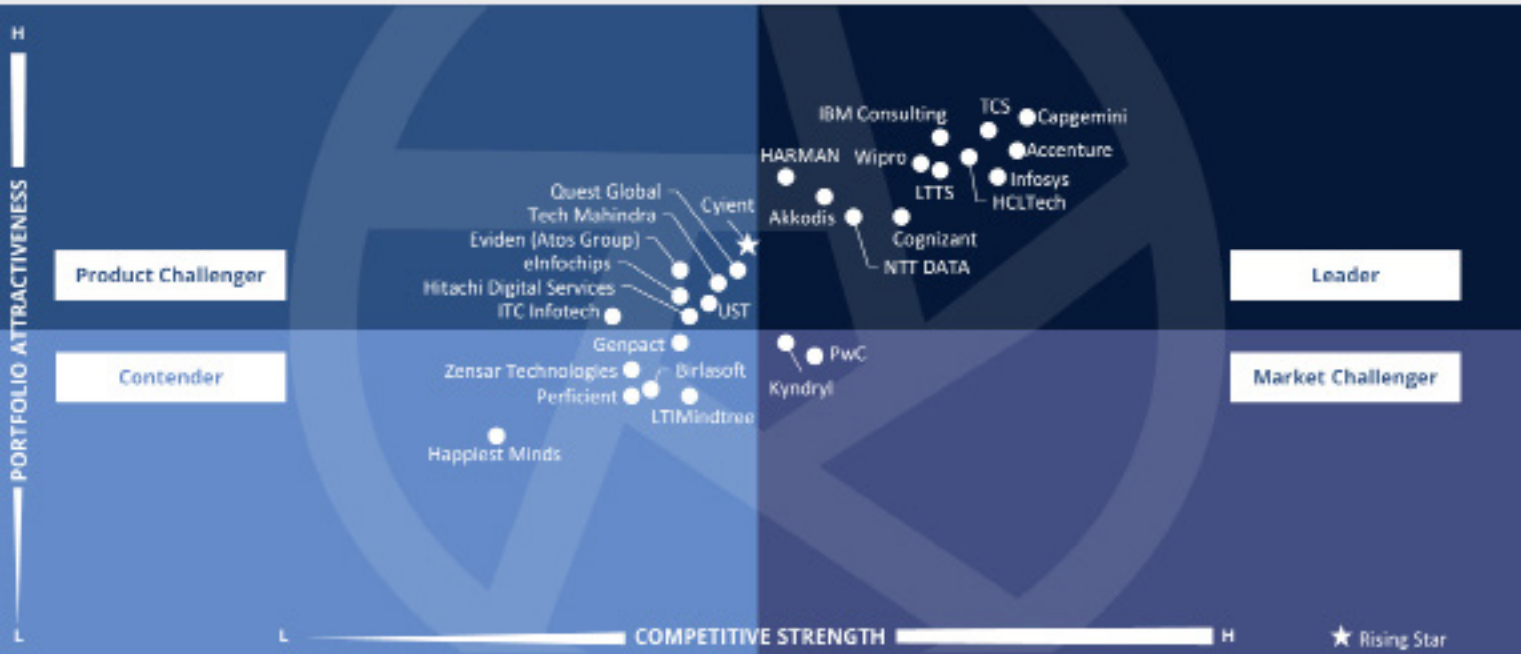 H
PORTFOLIO ATTRACTIVENESS
L
Product Challenger
Contender
Leader
Market Challenger
IBM Consulting
TCS
Capgemini
HARMAN
Wipro
Accenture
LTTS
Infosys
HCLTech
Akkodis
Cognizant
NTT DATA
Quest Global
Cyient
Tech Mahindra
Eviden (Atos Group)
eInfochips
Hitachi Digital Services
ITC Infotech
UST
Genpact
Zensar Technologies
Birlasoft
Perficient
LTIMindtree
Happiest Minds
PwC
Kyndryl
L
COMPETITIVE STRENGTH
H
Rising Star